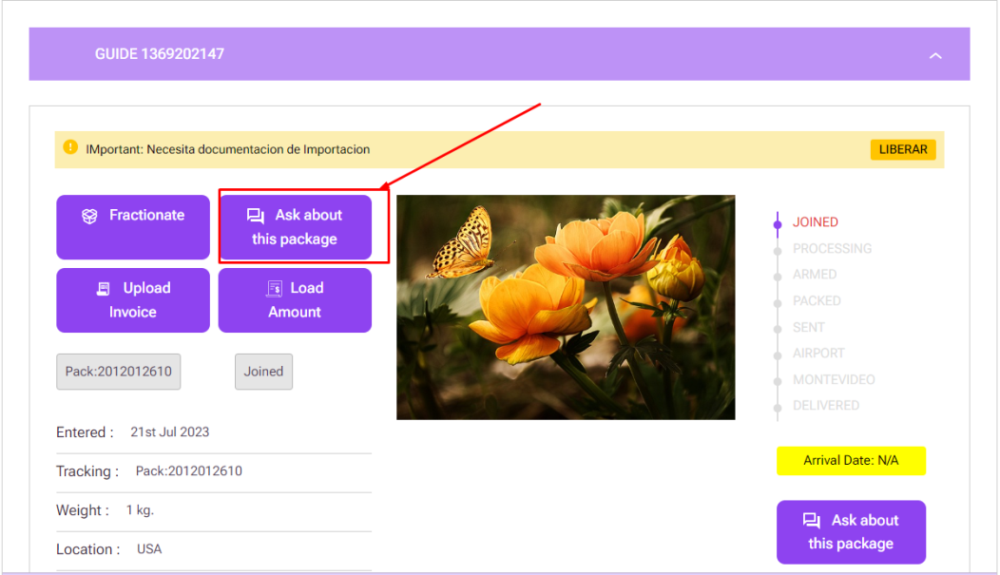 GUIDE 1369202147
IMportant: Necesita documentacion de Importacion
LIBERAR
Fractionate
Ask about
this package
Upload
Invoice
Load
Amount
Pack:2012012610
Joined
Entered : 21st Jul 2023
Tracking : Pack:2012012610
Weight : 1 kg.
Location : USA
JOINED
PROCESSING
ARMED
PACKED
SENT
AIRPORT
MONTEVIDEO
DELIVERED
Arrival Date: N/A
Ask about
this package